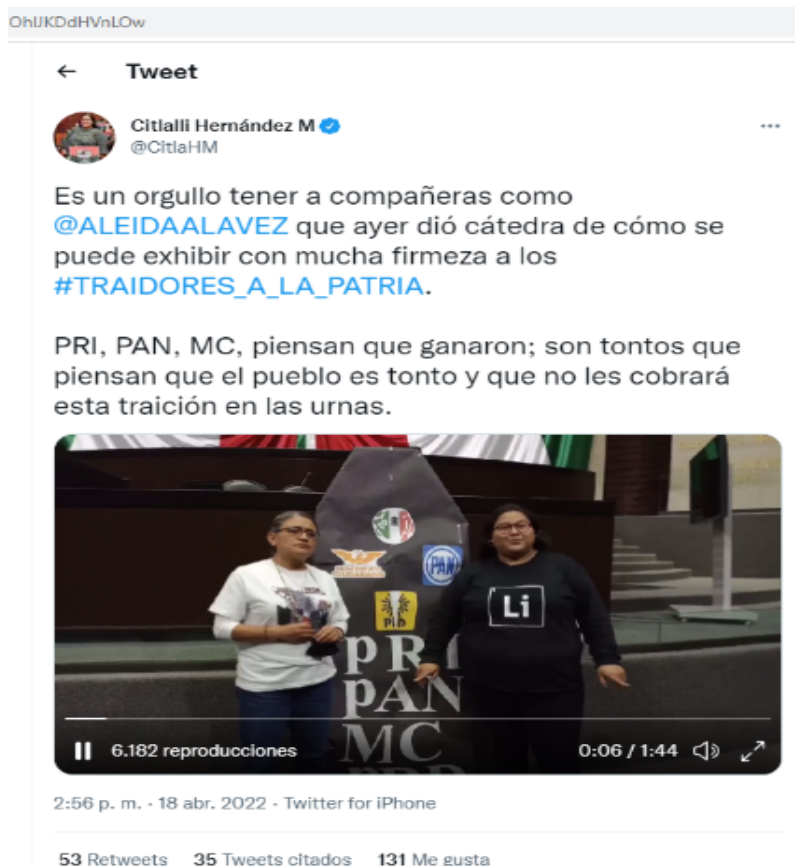 OhIJKDdHVnLOw
← Tweet
Citlalli Hernández M
@CitlaHM
Es un orgullo tener a compañeras como
@ALEIDAALAVEZ que ayer dió cátedra de cómo se
puede exhibir con mucha firmeza a los
#TRAIDORES_A_LA_PATRIA.
PRI, PAN, MC, piensan que ganaron; son tontos que
piensan que el pueblo es tonto y que no les cobrará
esta traición en las urnas.
PAN
PRD
Li
PRI
PAN
MC
PRD
6.182 reproducciones
0:06 / 1:44
2:56 p. m. · 18 abr. 2022 · Twitter for iPhone
53 Retweets 35 Tweets citados 131 Me gusta